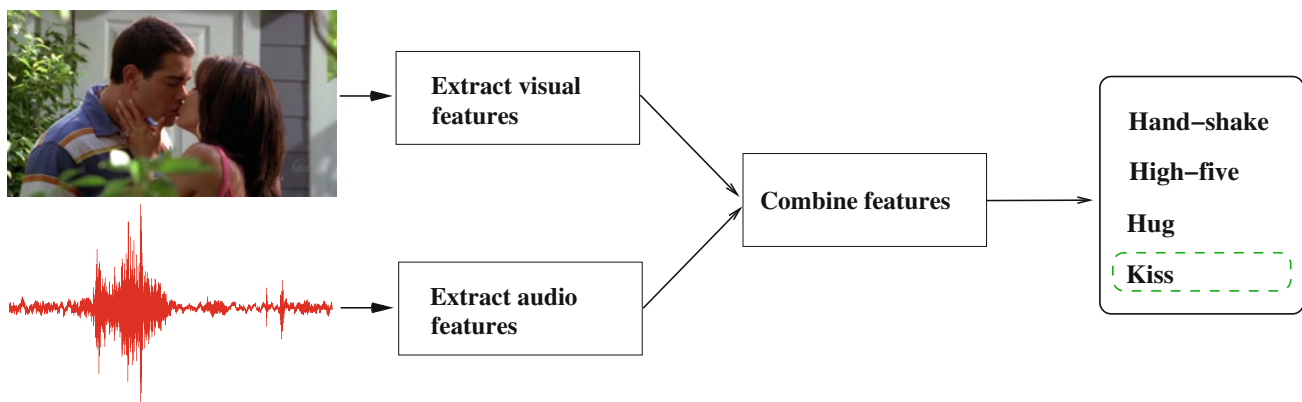 Extract visual
features
Extract audio
features
Combine features
Hand−shake
High−five
Hug
Kiss